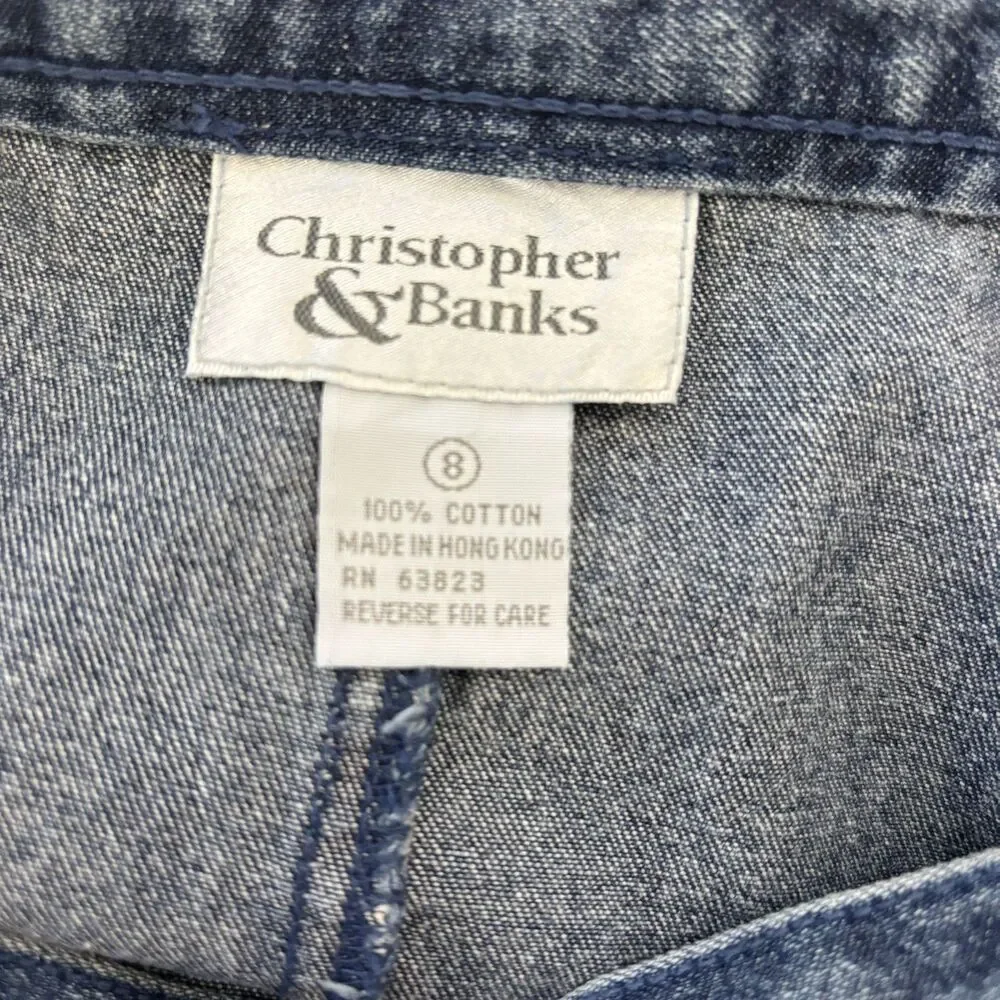 Christopher
& Banks
8
100% COTTON
MADE IN HONG KONG
RN 63823
REVERSE FOR CARE